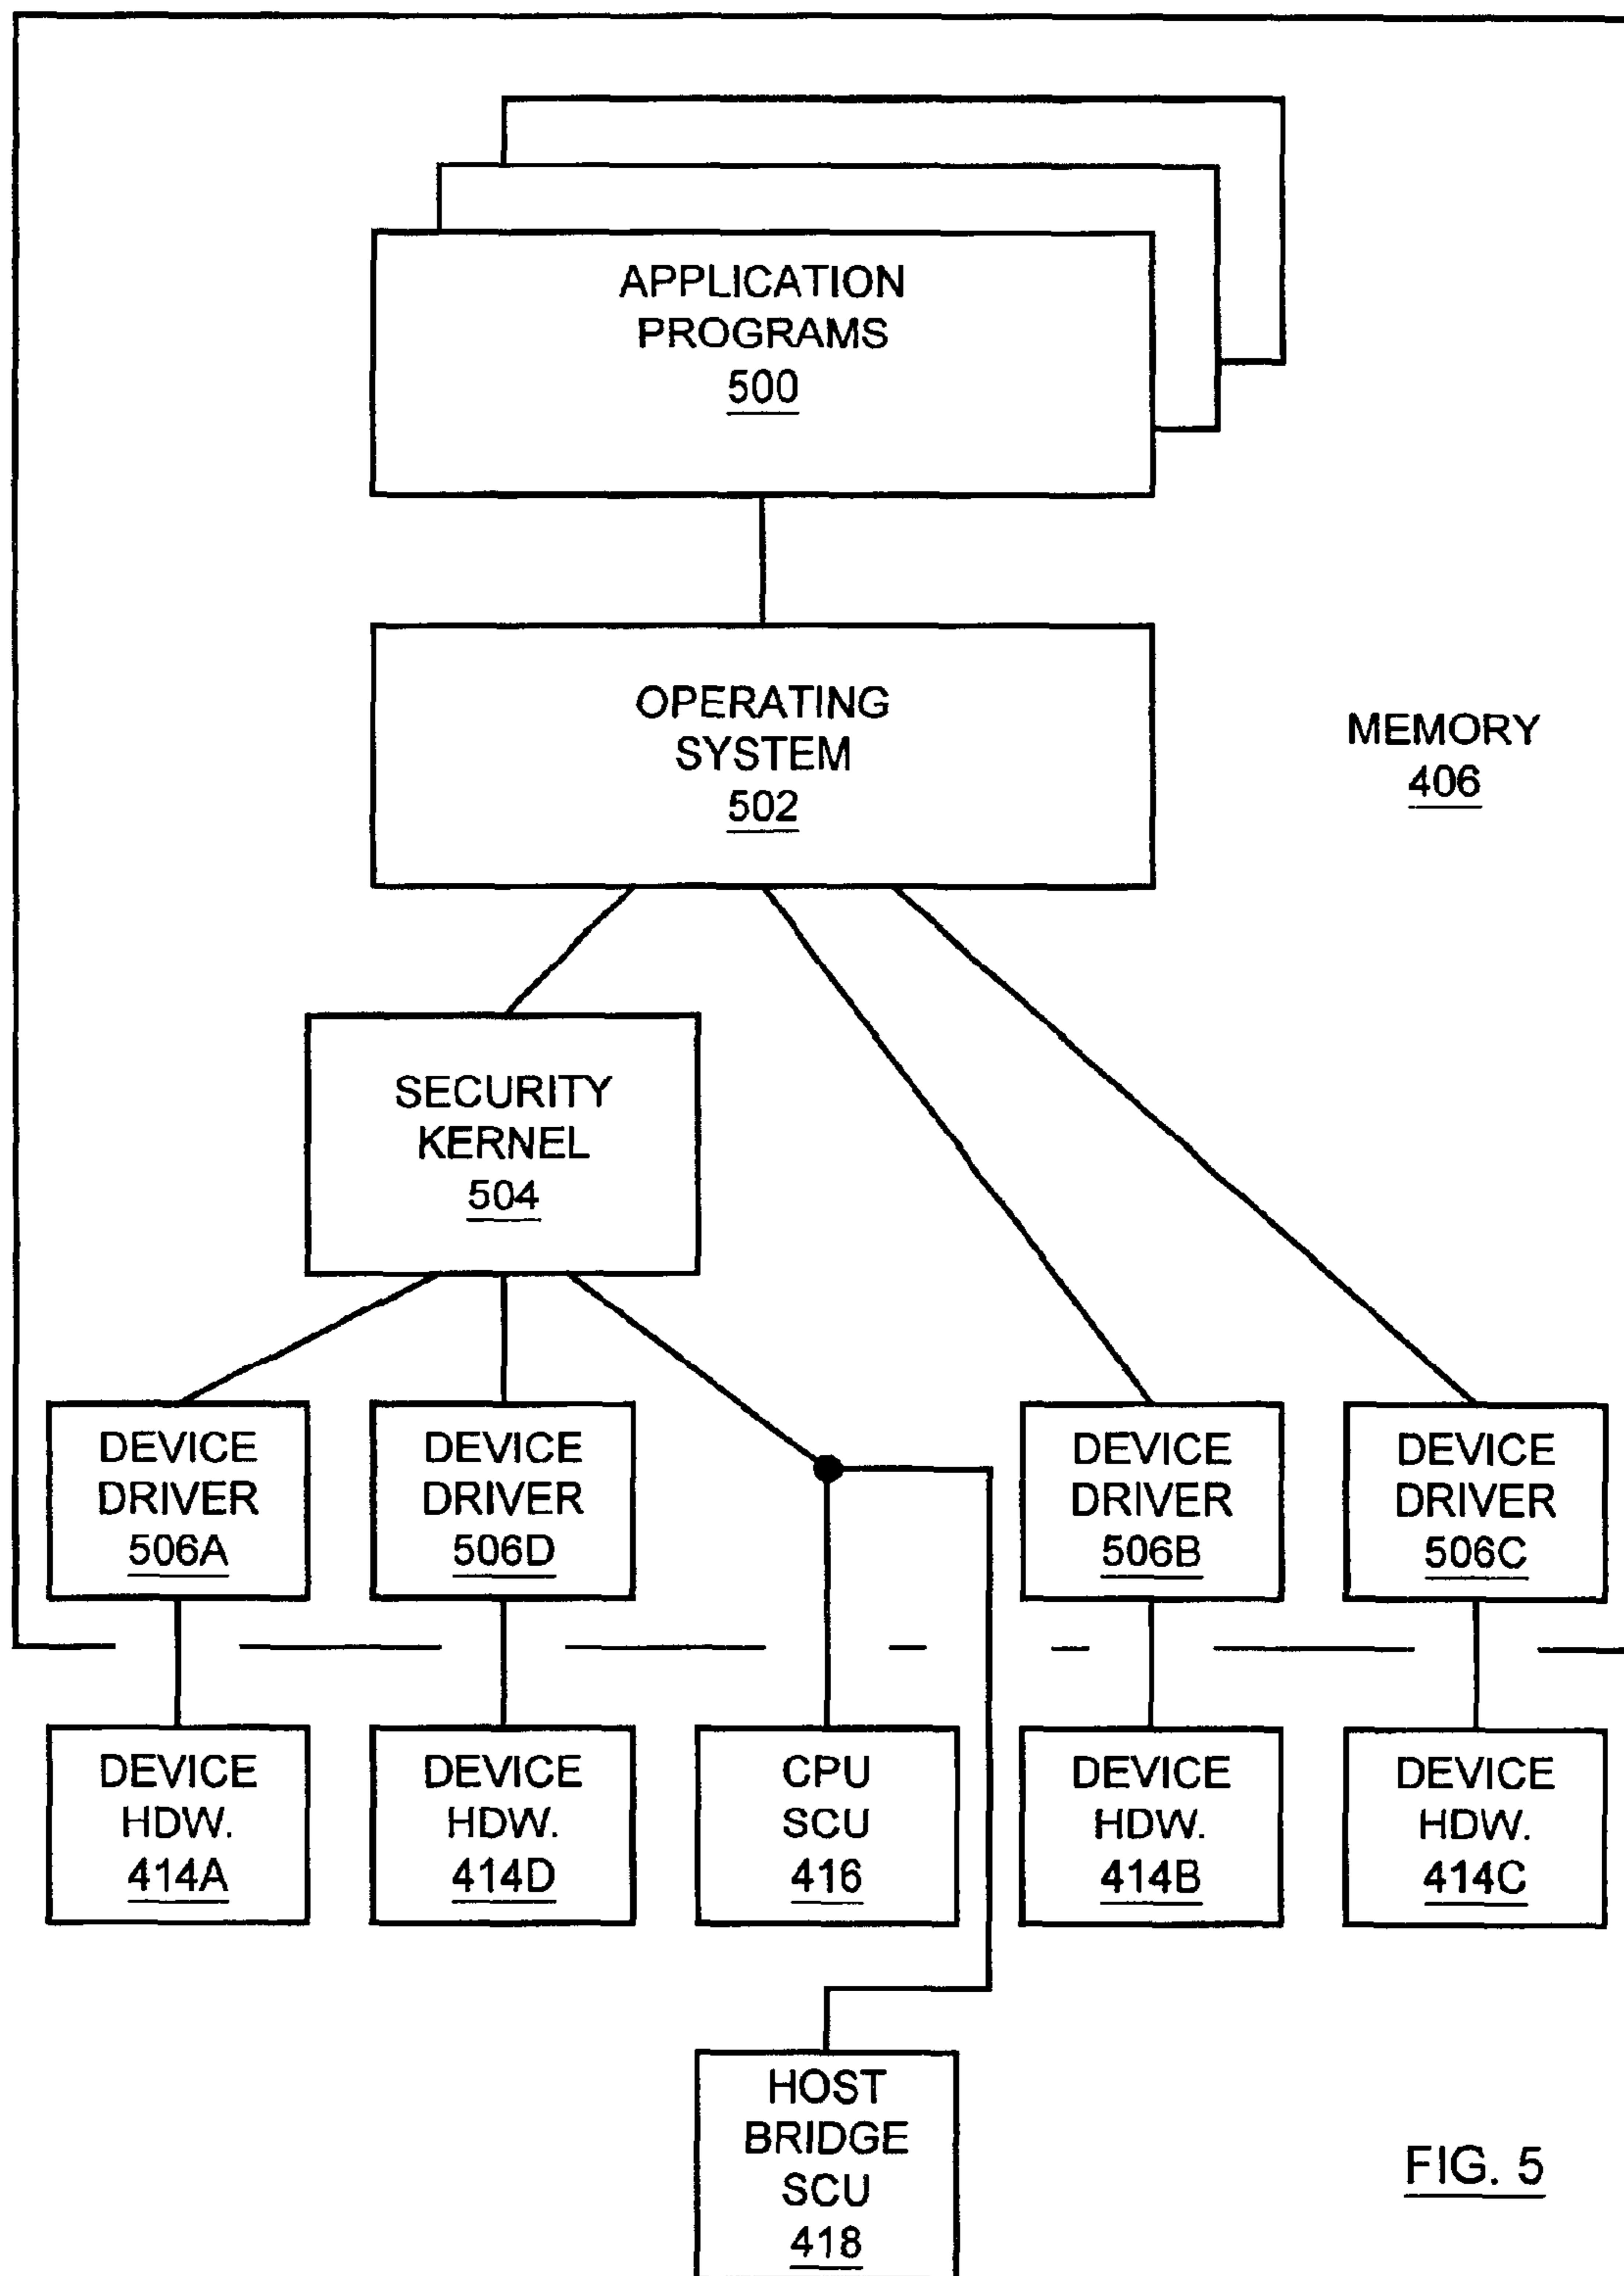 APPLICATION
PROGRAMS
500
OPERATING
SYSTEM
502
MEMORY
406
SECURITY
KERNEL
504
DEVICE
DRIVER
506A
DEVICE
DRIVER
506D
DEVICE
DRIVER
506B
DEVICE
DRIVER
506C
DEVICE
HDW.
414A
DEVICE
HDW.
414D
CPU
SCU
416
DEVICE
HDW.
414B
DEVICE
HDW.
414C
HOST
BRIDGE
SCU
418
FIG. 5